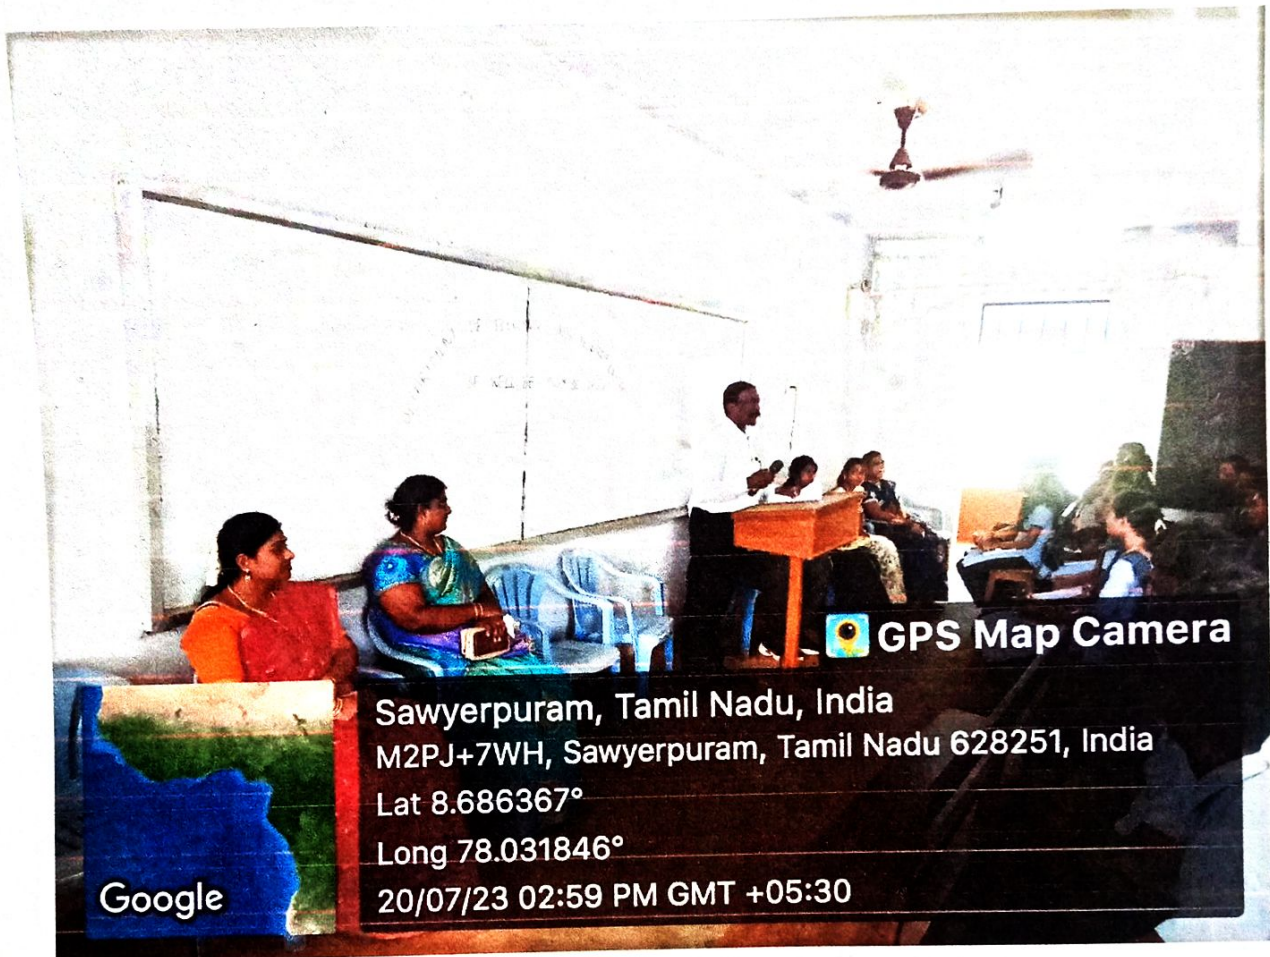 GPS Map Camera
Sawyerpuram, Tamil Nadu, India
M2PJ+7WH, Sawyerpuram, Tamil Nadu 628251, India
Lat 8.686367°
Long 78.031846°
20/07/23 02:59 PM GMT +05:30
Google